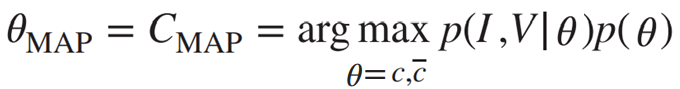 θ_MAP = C_MAP = arg max p(I,V|θ)p(θ)
θ=c,c̄